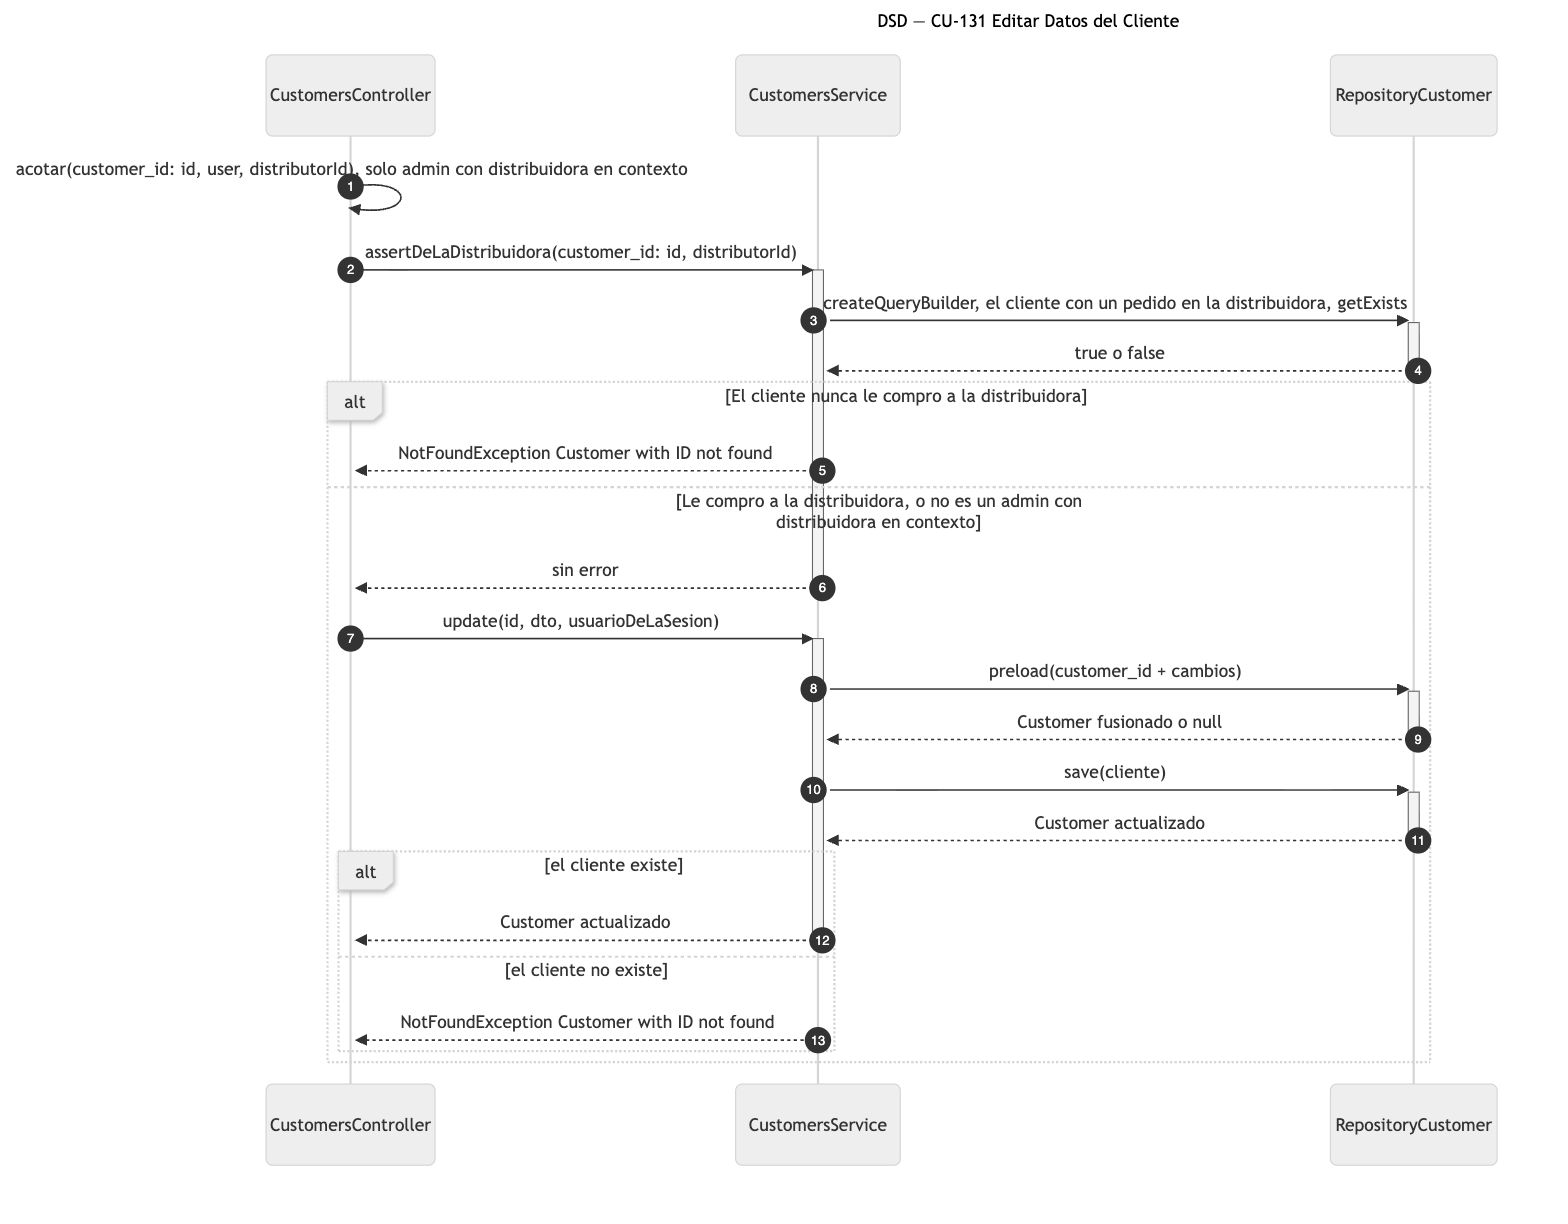 DSD — CU-131 Editar Datos del Cliente
CustomersController
CustomersService
RepositoryCustomer
acotar(customer_id: id, user, distributorId), solo admin con distribuidora en contexto
1
assertDeLaDistribuidora(customer_id: id, distributorId)
2
createQueryBuilder, el cliente con un pedido en la distribuidora, getExists
3
true o false
4
alt
[El cliente nunca le compro a la distribuidora]
NotFoundException Customer with ID not found
5
[Le compro a la distribuidora, o no es un admin con
distribuidora en contexto]
sin error
6
update(id, dto, usuarioDeLaSesion)
7
preload(customer_id + cambios)
8
Customer fusionado o null
9
save(cliente)
10
Customer actualizado
11
alt
[el cliente existe]
Customer actualizado
12
[el cliente no existe]
NotFoundException Customer with ID not found
13
CustomersController
CustomersService
RepositoryCustomer